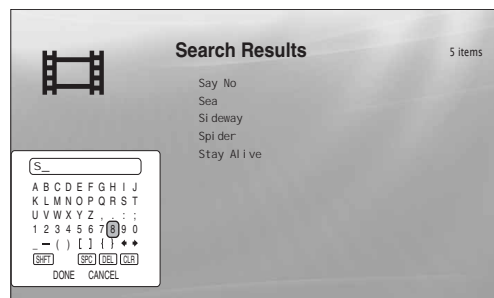 Search Results
5 items
Say No
Sea
Sideway
Spider
Stay Alive
S_
A B C D E F G H I J
K L M N O P Q R S T
U V W X Y Z , . : ;
1 2 3 4 5 6 7 8 9 0
_ – ( ) [ ] { }
SHFT SPC DEL CLR
DONE CANCEL